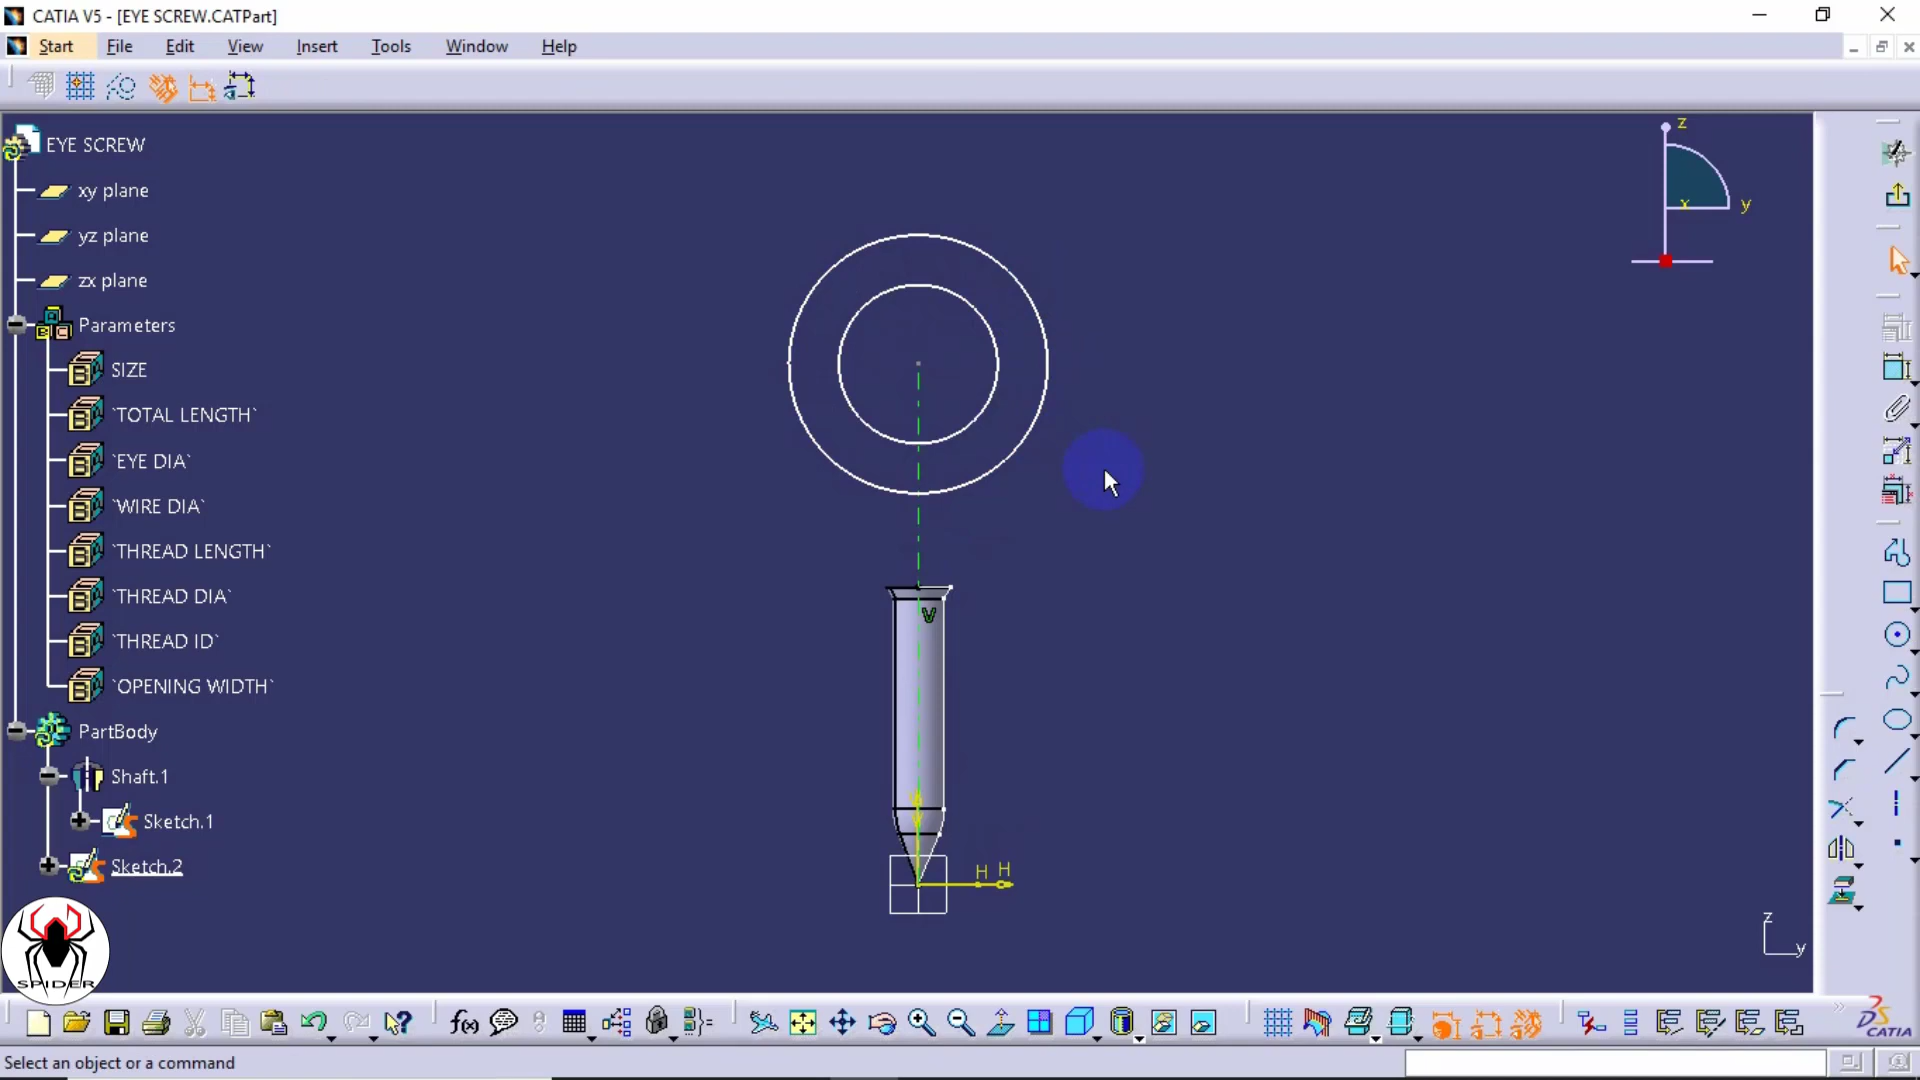 CATIA V5 - [EYE SCREW.CATPart]
Start File Edit View Insert Tools Window Help
EYE SCREW
xy plane
yz plane
zx plane
Parameters
SIZE
`TOTAL LENGTH`
`EYE DIA`
`WIRE DIA`
`THREAD LENGTH`
`THREAD DIA`
`THREAD ID`
`OPENING WIDTH`
PartBody
Shaft.1
Sketch.1
Sketch.2
z
x
y
V
H H
z
y
SPIDER
f(x)
CATIA
Select an object or a command